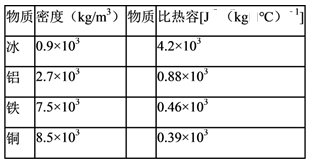 物质 密度（kg/m³） 物质 比热容[J‾（kg□℃）⁻¹]
冰 0.9×10³ 4.2×10³
铝 2.7×10³ 0.88×10³
铁 7.5×10³ 0.46×10³
铜 8.5×10³ 0.39×10³